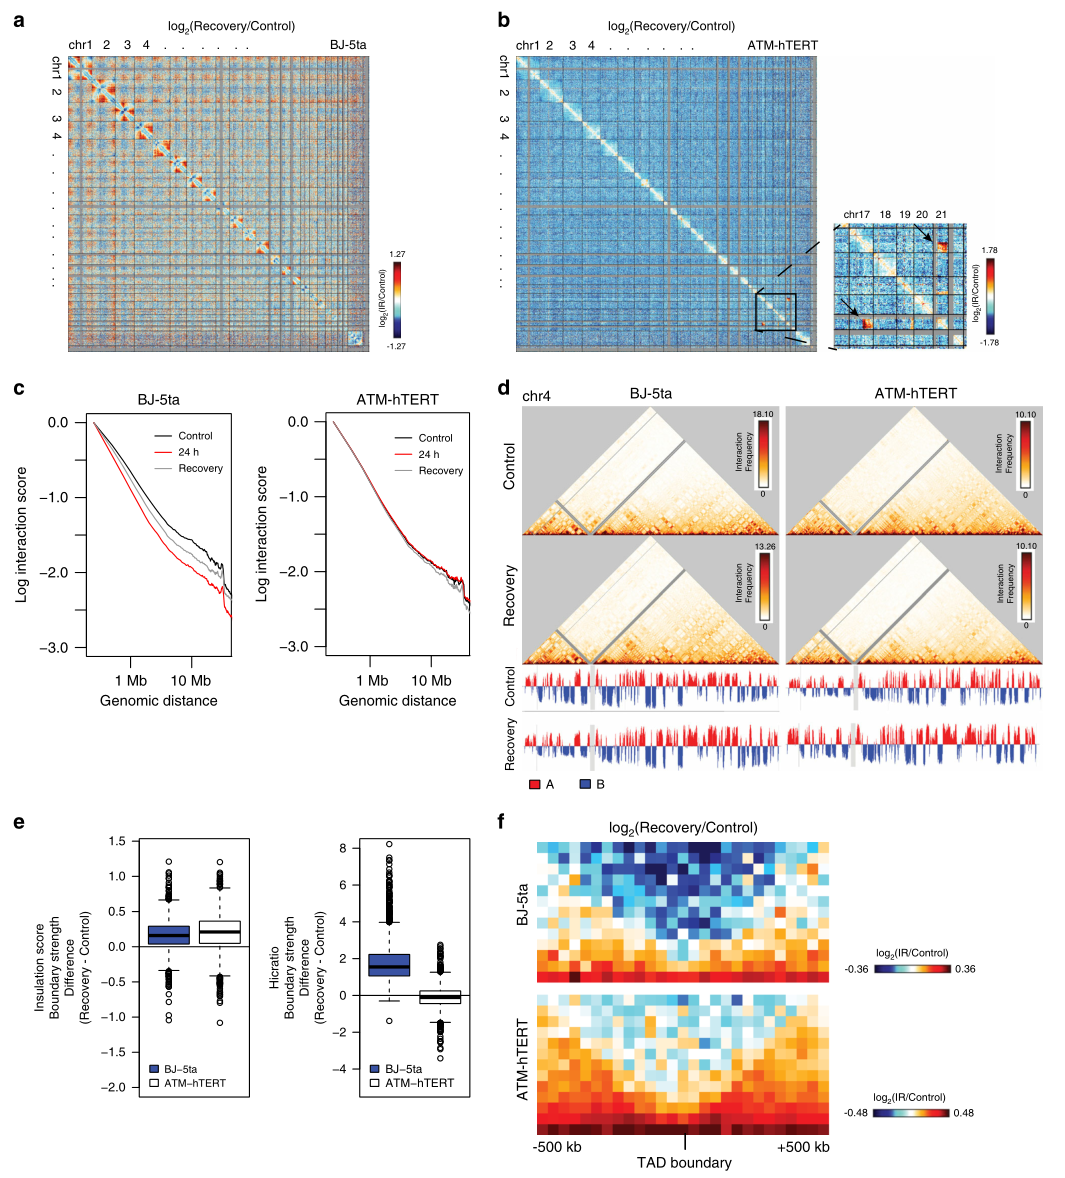 a
log2(Recovery/Control)
chr1 2 3 4 . . . . . . BJ-5ta
chr1
2
3
4
.
.
.
.
.
.
.
.
1.27
log2(IR/Control)
-1.27
b
log2(Recovery/Control)
chr1 2 3 4 . . . . . . ATM-hTERT
chr1
2
3
4
.
.
.
.
.
.
.
.
chr17 18 19 20 21
1.78
log2(IR/Control)
-1.78
c
BJ-5ta
Log interaction score
0.0
−1.0
−2.0
−3.0
Control
24 h
Recovery
1 Mb 10 Mb
Genomic distance
ATM-hTERT
Log interaction score
0.0
−1.0
−2.0
−3.0
Control
24 h
Recovery
1 Mb 10 Mb
Genomic distance
d
chr4
BJ-5ta
ATM-hTERT
Control
18.10
Interaction
Frequency
0
10.10
Interaction
Frequency
0
Recovery
13.26
Interaction
Frequency
0
10.10
Interaction
Frequency
0
Control
Recovery
A B
e
Insulation score
Boundary strength
Difference
(Recovery - Control)
1.5
1.0
0.5
0.0
−0.5
−1.0
−1.5
−2.0
BJ−5ta
ATM−hTERT
Hicratio
Boundary strength
Difference
(Recovery - Control)
8
6
4
2
0
−2
−4
BJ−5ta
ATM−hTERT
f
log2(Recovery/Control)
BJ-5ta
log2(IR/Control)
-0.36 0.36
ATM-hTERT
log2(IR/Control)
-0.48 0.48
-500 kb +500 kb
TAD boundary